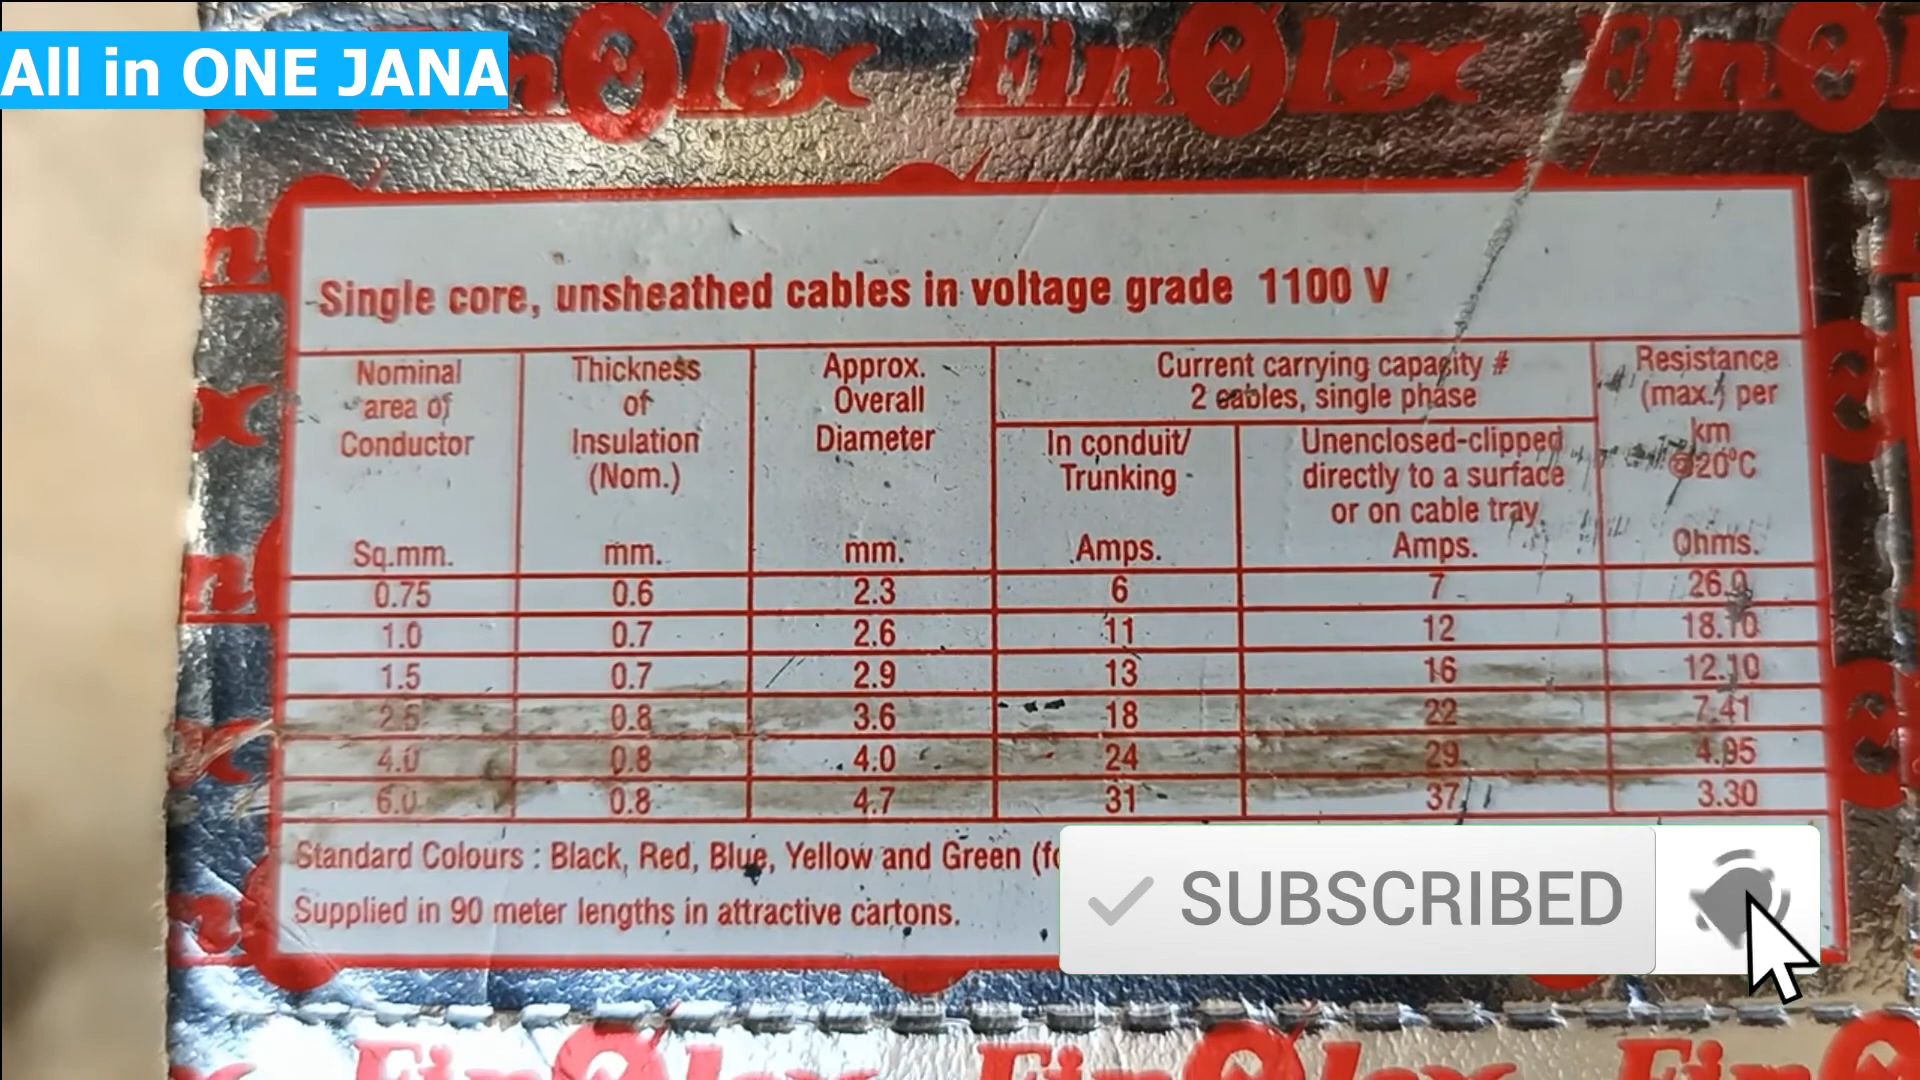 All in ONE JANA
Finolex Finolex
Single core, unsheathed cables in voltage grade 1100 V
Nominal area of Conductor Sq.mm.
Thickness of Insulation (Nom.) mm.
Approx. Overall Diameter mm.
Current carrying capacity #
2 cables, single phase
In conduit/ Trunking Amps.
Unenclosed-clipped directly to a surface or on cable tray Amps.
Resistance (max.) per km @20°C Ohms.
0.75 0.6 2.3 6 7 26.0
1.0 0.7 2.6 11 12 18.10
1.5 0.7 2.9 13 16 12.10
2.5 0.8 3.6 18 22 7.41
4.0 0.8 4.0 24 29 4.95
6.0 0.8 4.7 31 37 3.30
Standard Colours : Black, Red, Blue, Yellow and Green
Supplied in 90 meter lengths in attractive cartons.
SUBSCRIBED
Finolex Finolex